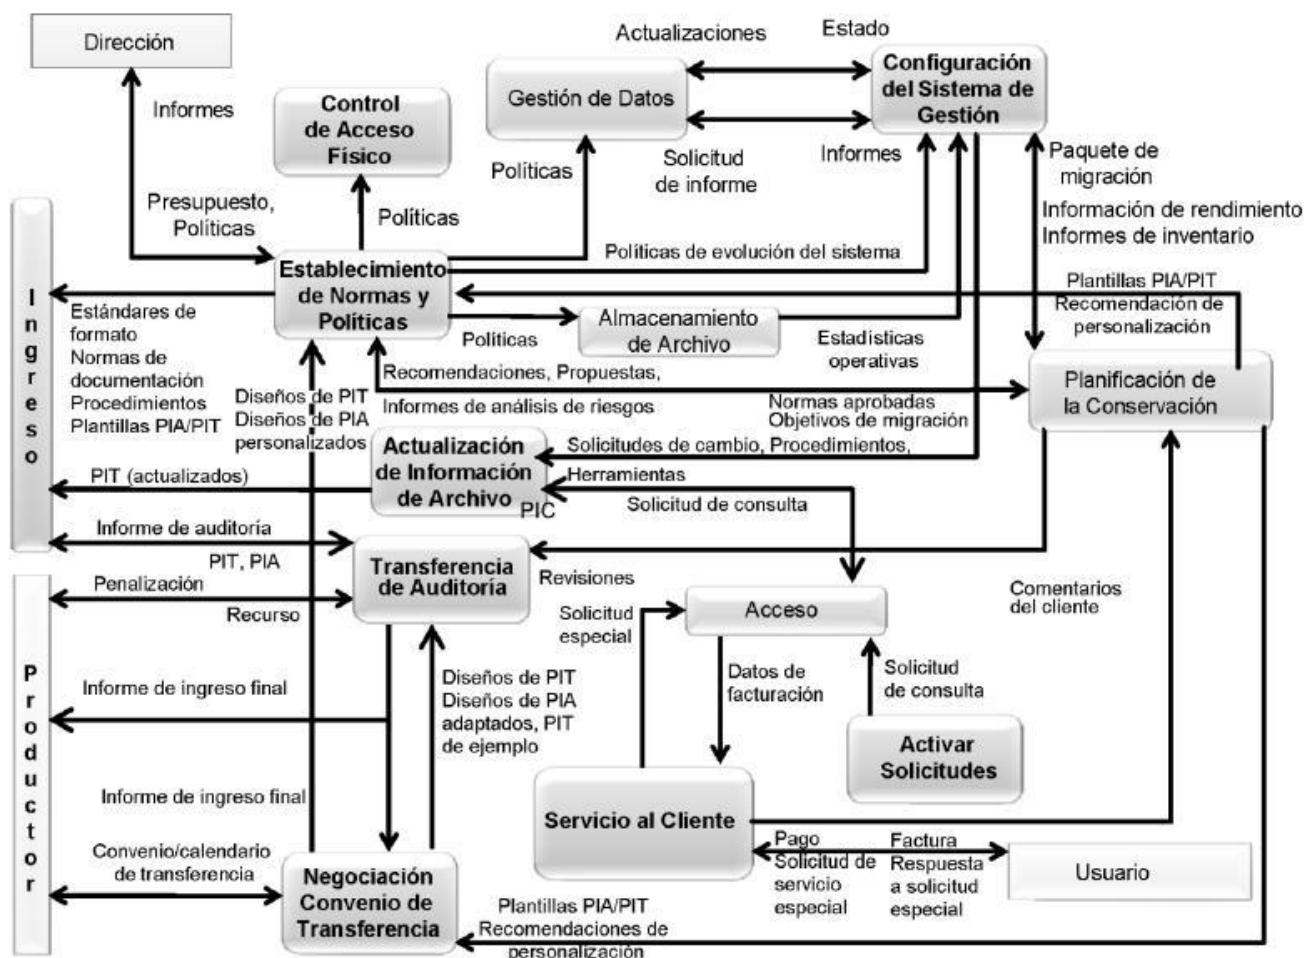 Dirección
Informes
Presupuesto,
Políticas
Control
de Acceso
Físico
Políticas
Actualizaciones
Estado
Gestión de Datos
Configuración
del Sistema de
Gestión
Políticas
Solicitud
de informe
Informes
Paquete de
migración
Información de rendimiento
Informes de inventario
Políticas de evolución del sistema
Ingreso
Establecimiento
de Normas y
Políticas
Estándares de
formato
Normas de
documentación
Procedimientos
Plantillas PIA/PIT
Políticas
Almacenamiento
de Archivo
Estadísticas
operativas
Plantillas PIA/PIT
Recomendación de
personalización
Diseños de PIT
Diseños de PIA
personalizados
Recomendaciones, Propuestas,
Informes de análisis de riesgos
Normas aprobadas
Objetivos de migración
Planificación de
la Conservación
Actualización
de Información
de Archivo
PIC
Solicitudes de cambio, Procedimientos,
Herramientas
Solicitud de consulta
PIT (actualizados)
Informe de auditoría
PIT, PIA
Transferencia
de Auditoría
Revisiones
Productor
Penalización
Recurso
Solicitud
especial
Acceso
Comentarios
del cliente
Informe de ingreso final
Diseños de PIT
Diseños de PIA
adaptados, PIT
de ejemplo
Datos de
facturación
Solicitud
de consulta
Activar
Solicitudes
Informe de ingreso final
Servicio al Cliente
Convenio/calendario
de transferencia
Negociación
Convenio de
Transferencia
Pago
Solicitud de
servicio
especial
Factura
Respuesta
a solicitud
especial
Usuario
Plantillas PIA/PIT
Recomendaciones de
personalización